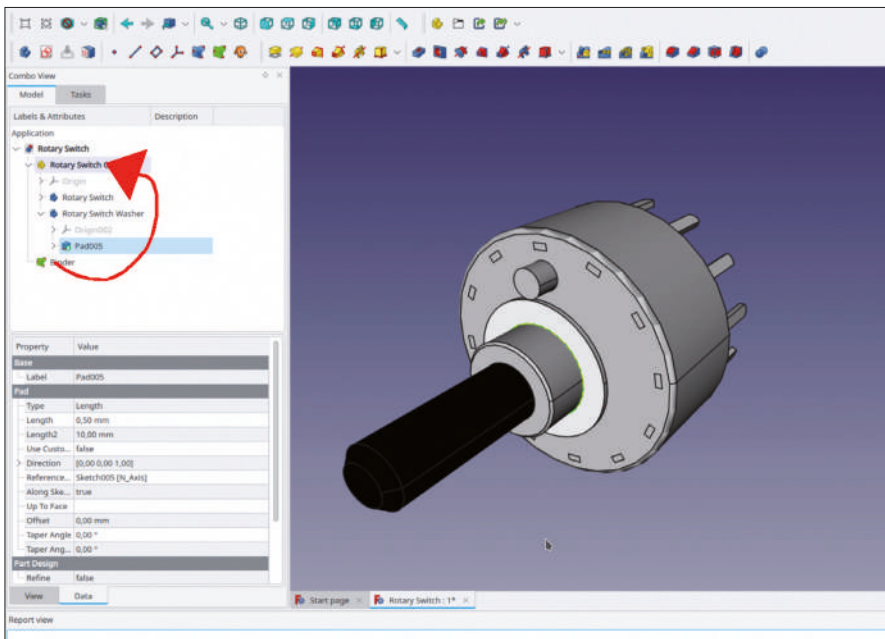 Combo View
Model Tasks
Labels & Attributes Description
Application
Rotary Switch
Rotary Switch
Origin
Rotary Switch
Rotary Switch Washer
Origin002
Pad005
Binder
Property Value
Base
Label Pad005
Pad
Type Length
Length 0,50 mm
Length2 10,00 mm
Use Custo... false
Direction [0,00 0,00 1,00]
Reference... Sketch005 [N_Axis]
Along Ske... true
Up To Face
Offset 0,00 mm
Taper Angle 0,00 °
Taper Ang... 0,00 °
Part Design
Refine false
View Data
Start page Rotary Switch : 1*
Report view